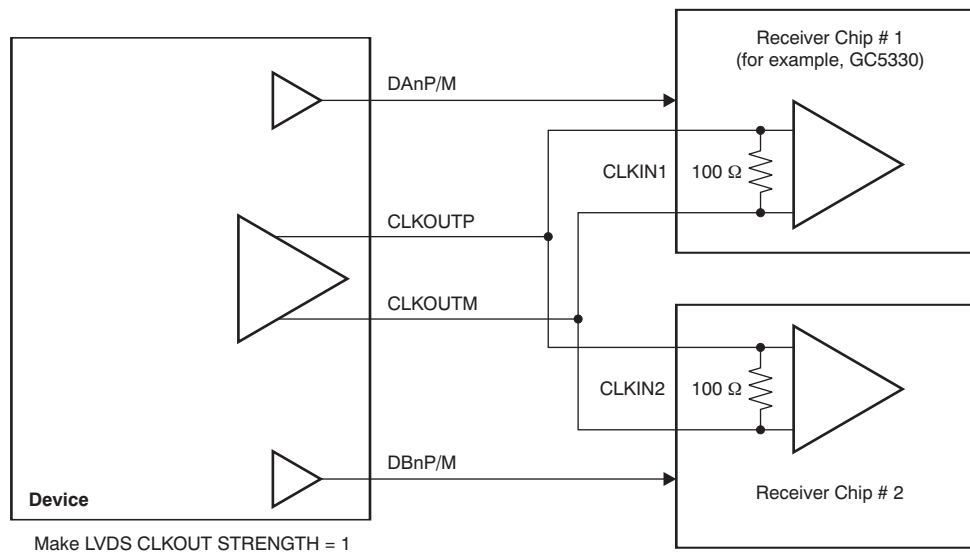 Receiver Chip # 1
(for example, GC5330)
DAnP/M
CLKIN1
100 Ω
CLKOUTP
CLKOUTM
CLKIN2
100 Ω
DBnP/M
Device
Receiver Chip # 2
Make LVDS CLKOUT STRENGTH = 1